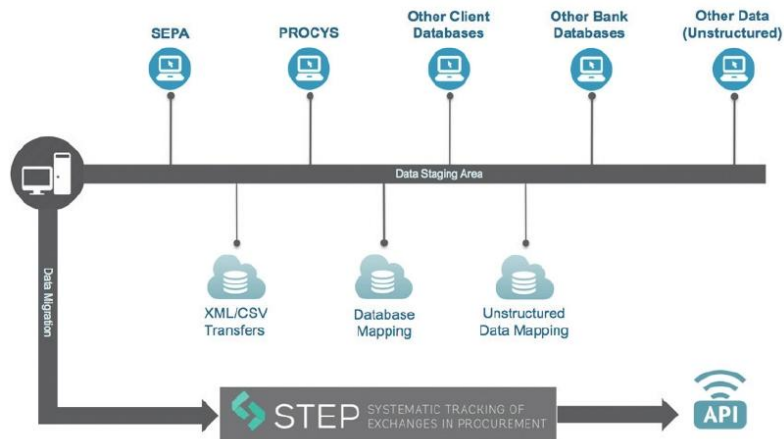 SEPA
PROCYS
Other Client
Databases
Other Bank
Databases
Other Data
(Unstructured)
Data Staging Area
Data Migration
XML/CSV
Transfers
Database
Mapping
Unstructured
Data Mapping
STEP
SYSTEMATIC TRACKING OF
EXCHANGES IN PROCUREMENT
API